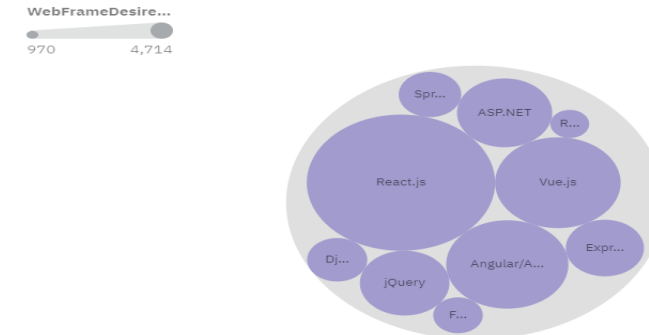 WebFrameDesire...
970 4,714
Spr...
ASP.NET
R...
React.js
Vue.js
Expr...
Dj...
jQuery
Angular/A...
F...